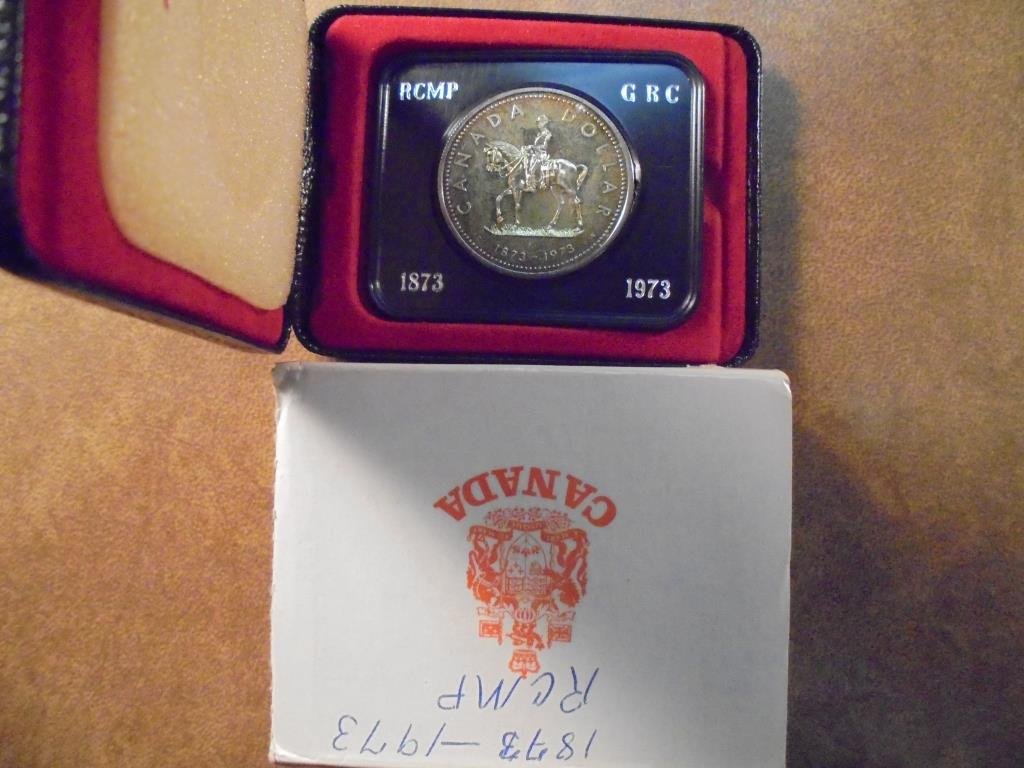 RCMP GRC
CANADA DOLLAR
1873-1973
1873 1973
CANADA
RCMP
1873-1973